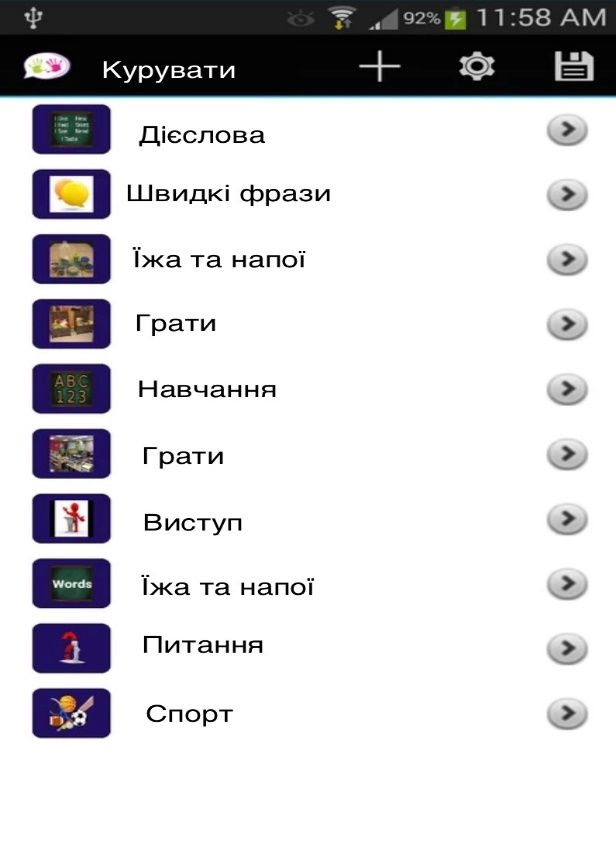 92% 11:58 AM
Курувати
Дієслова
Швидкі фрази
Їжа та напої
Грати
ABC
123
Навчання
Грати
Виступ
Words
Їжа та напої
Питання
Спорт